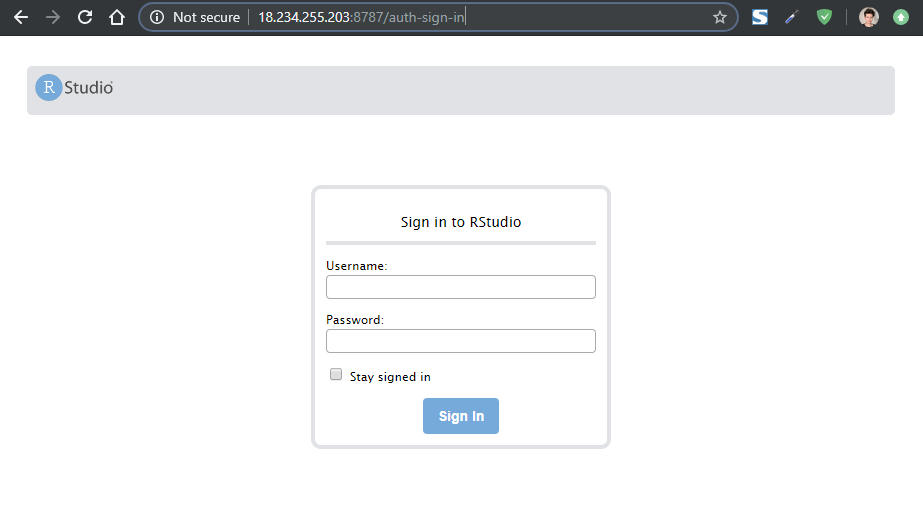 Not secure 18.234.255.203:8787/auth-sign-in
R Studio
Sign in to RStudio
Username:
Password:
Stay signed in
Sign In